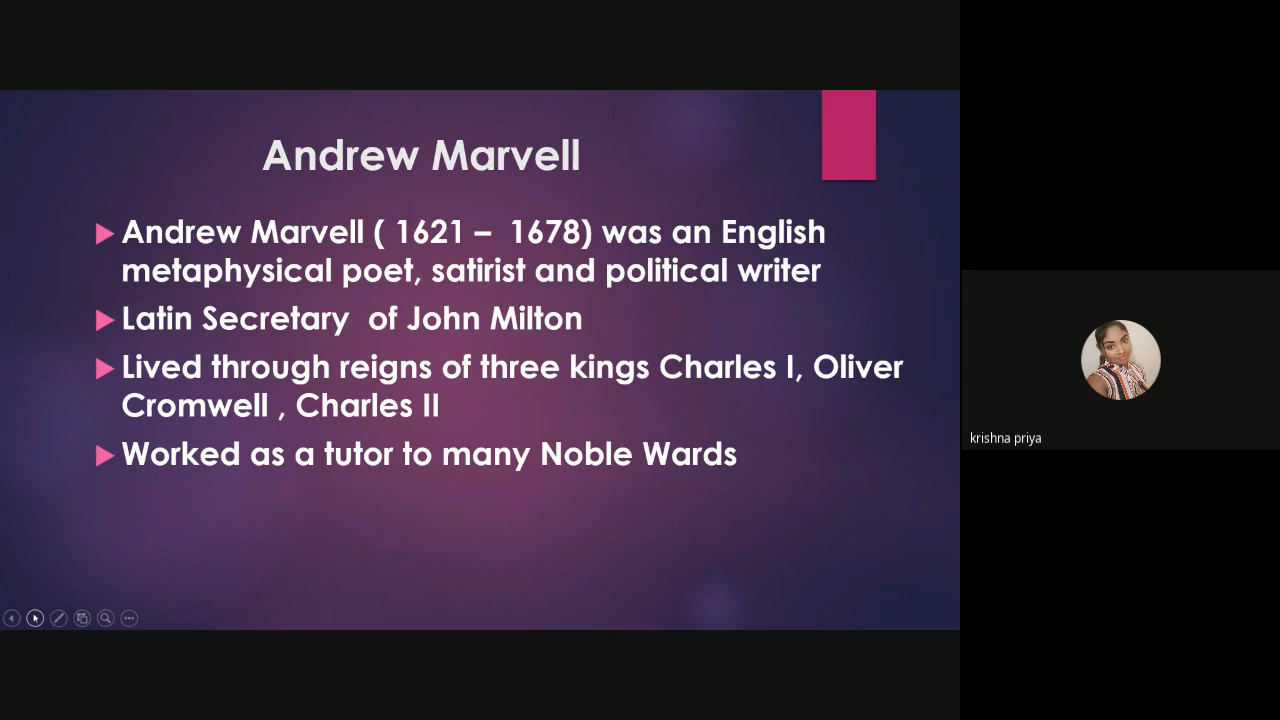 Andrew Marvell
Andrew Marvell ( 1621 – 1678) was an English
metaphysical poet, satirist and political writer
Latin Secretary of John Milton
Lived through reigns of three kings Charles I, Oliver
Cromwell , Charles II
Worked as a tutor to many Noble Wards
krishna priya